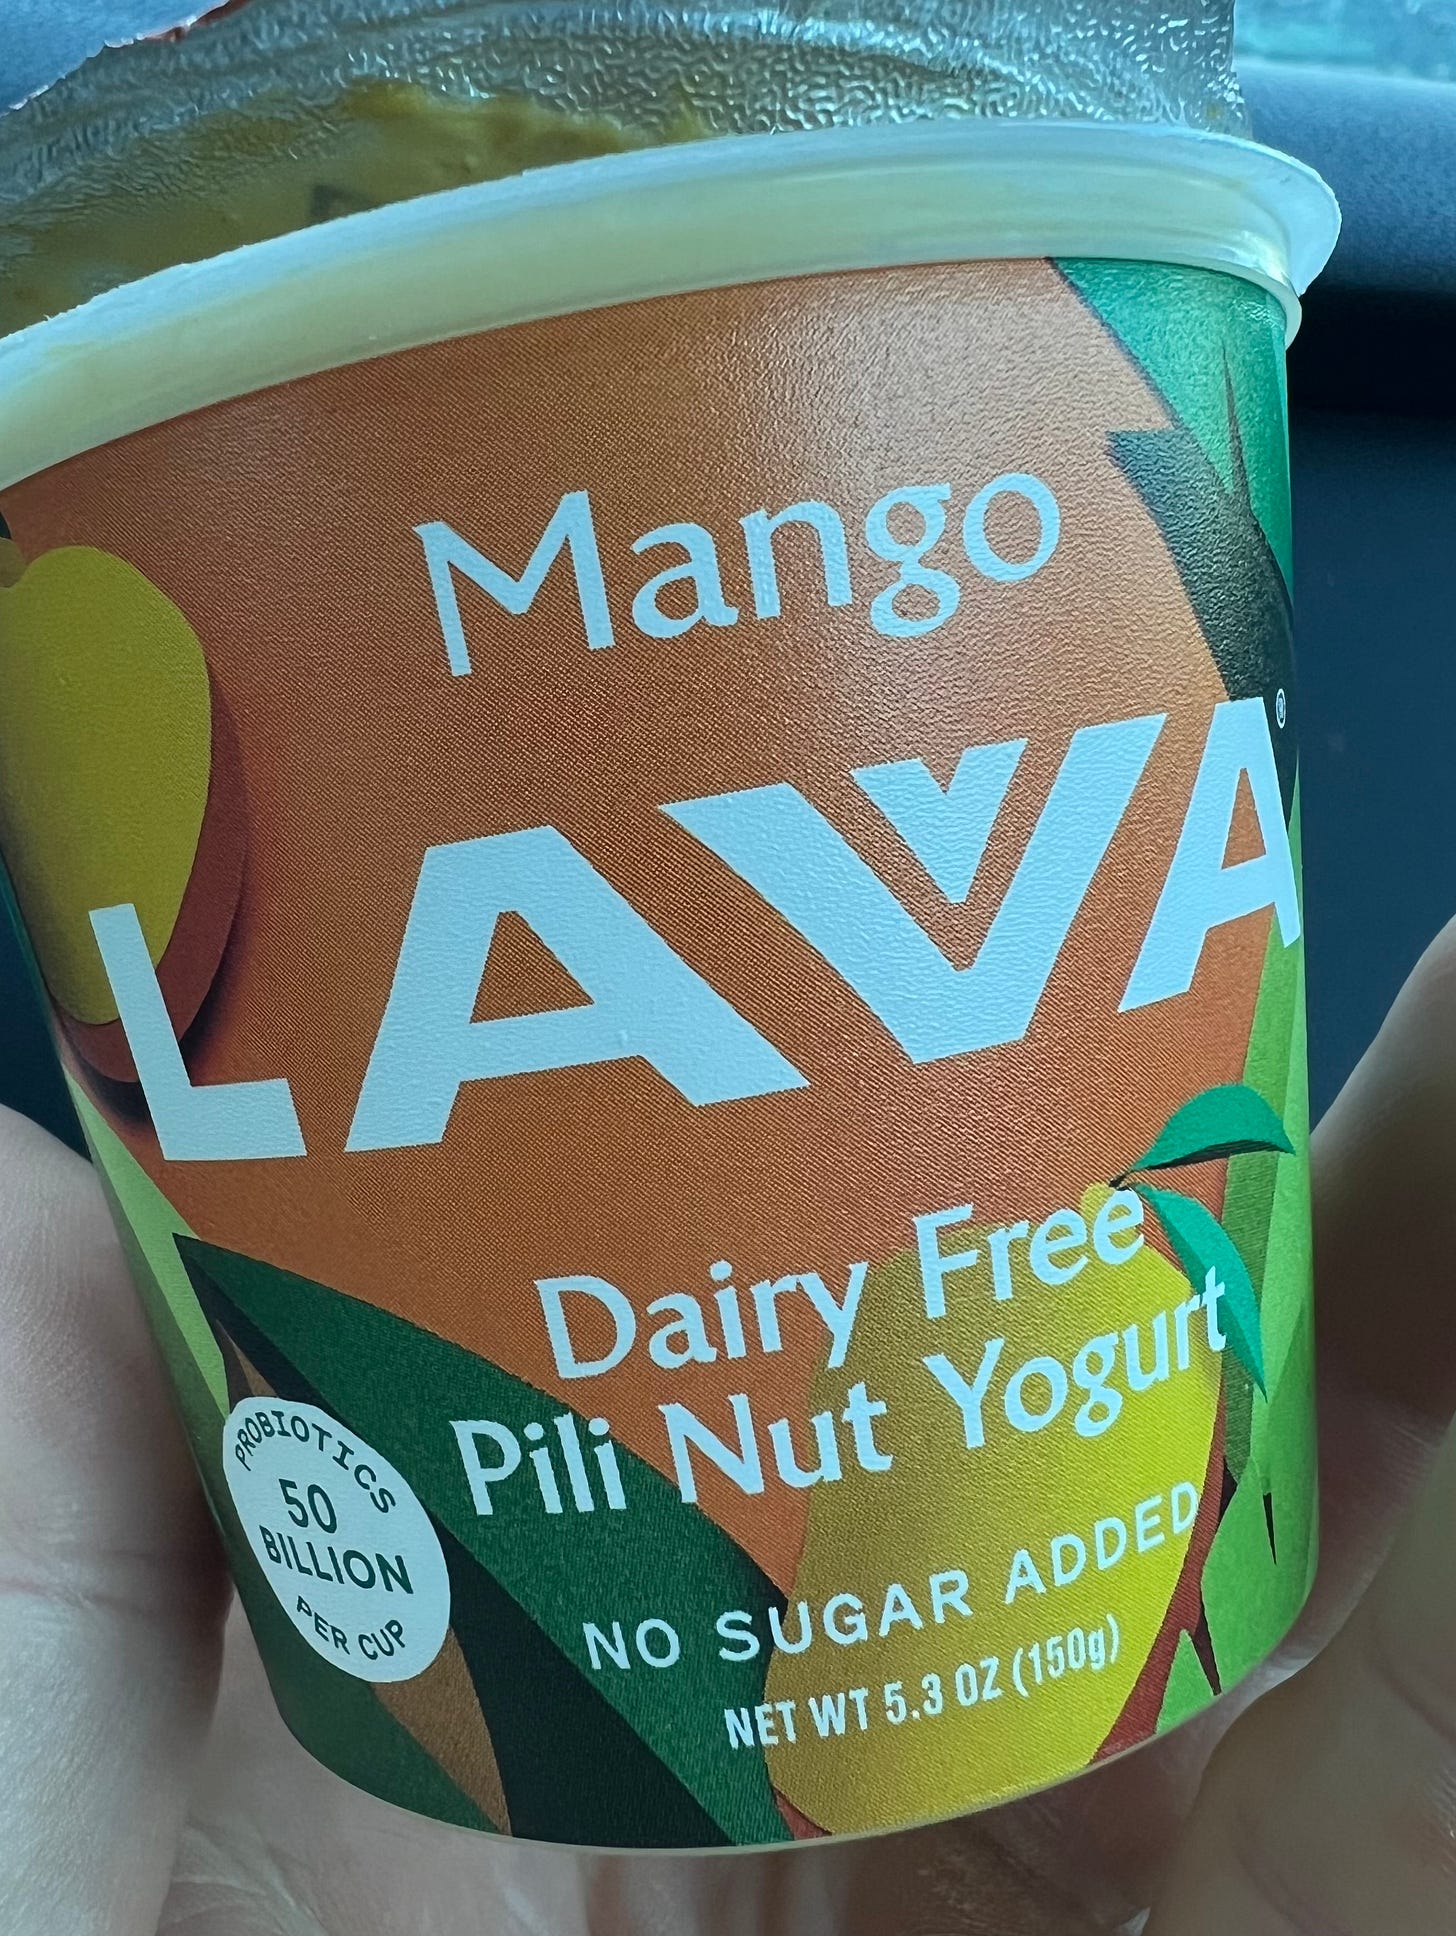 Mango
LAVVA®
Dairy Free
Pili Nut Yogurt
PROBIOTICS
50
BILLION
PER CUP
NO SUGAR ADDED
NET WT 5.3 OZ (150g)